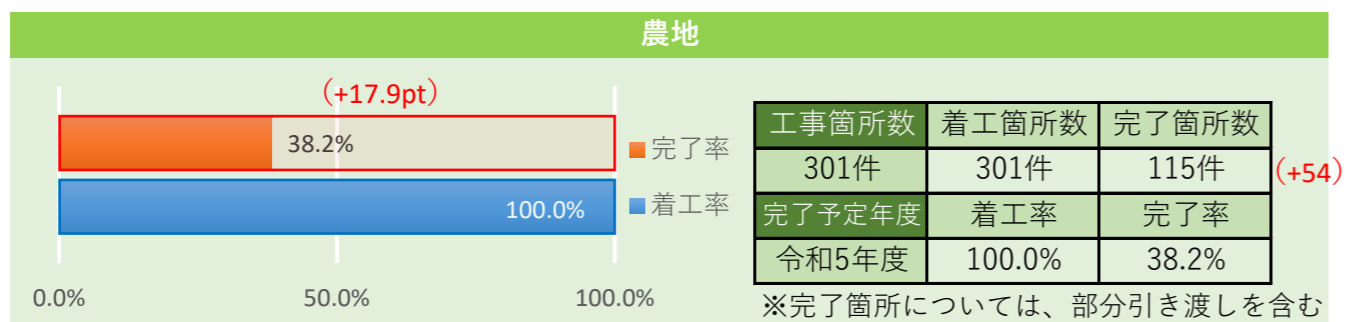 農地
（+17.9pt）
38.2%
100.0%
0.0%
50.0%
100.0%
完了率
着工率
工事箇所数 着工箇所数 完了箇所数
301件 301件 115件 （+54）
完了予定年度 着工率 完了率
令和5年度 100.0% 38.2%
※完了箇所については、部分引き渡しを含む